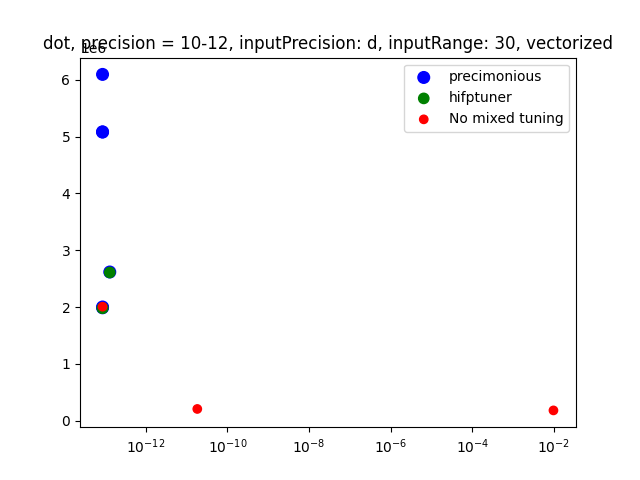 dot, precision = 10-12, inputPrecision: d, inputRange: 30, vectorized
1e6
precimonious
hifptuner
No mixed tuning
6
5
4
3
2
1
0
10⁻¹² 10⁻¹⁰ 10⁻⁸ 10⁻⁶ 10⁻⁴ 10⁻²